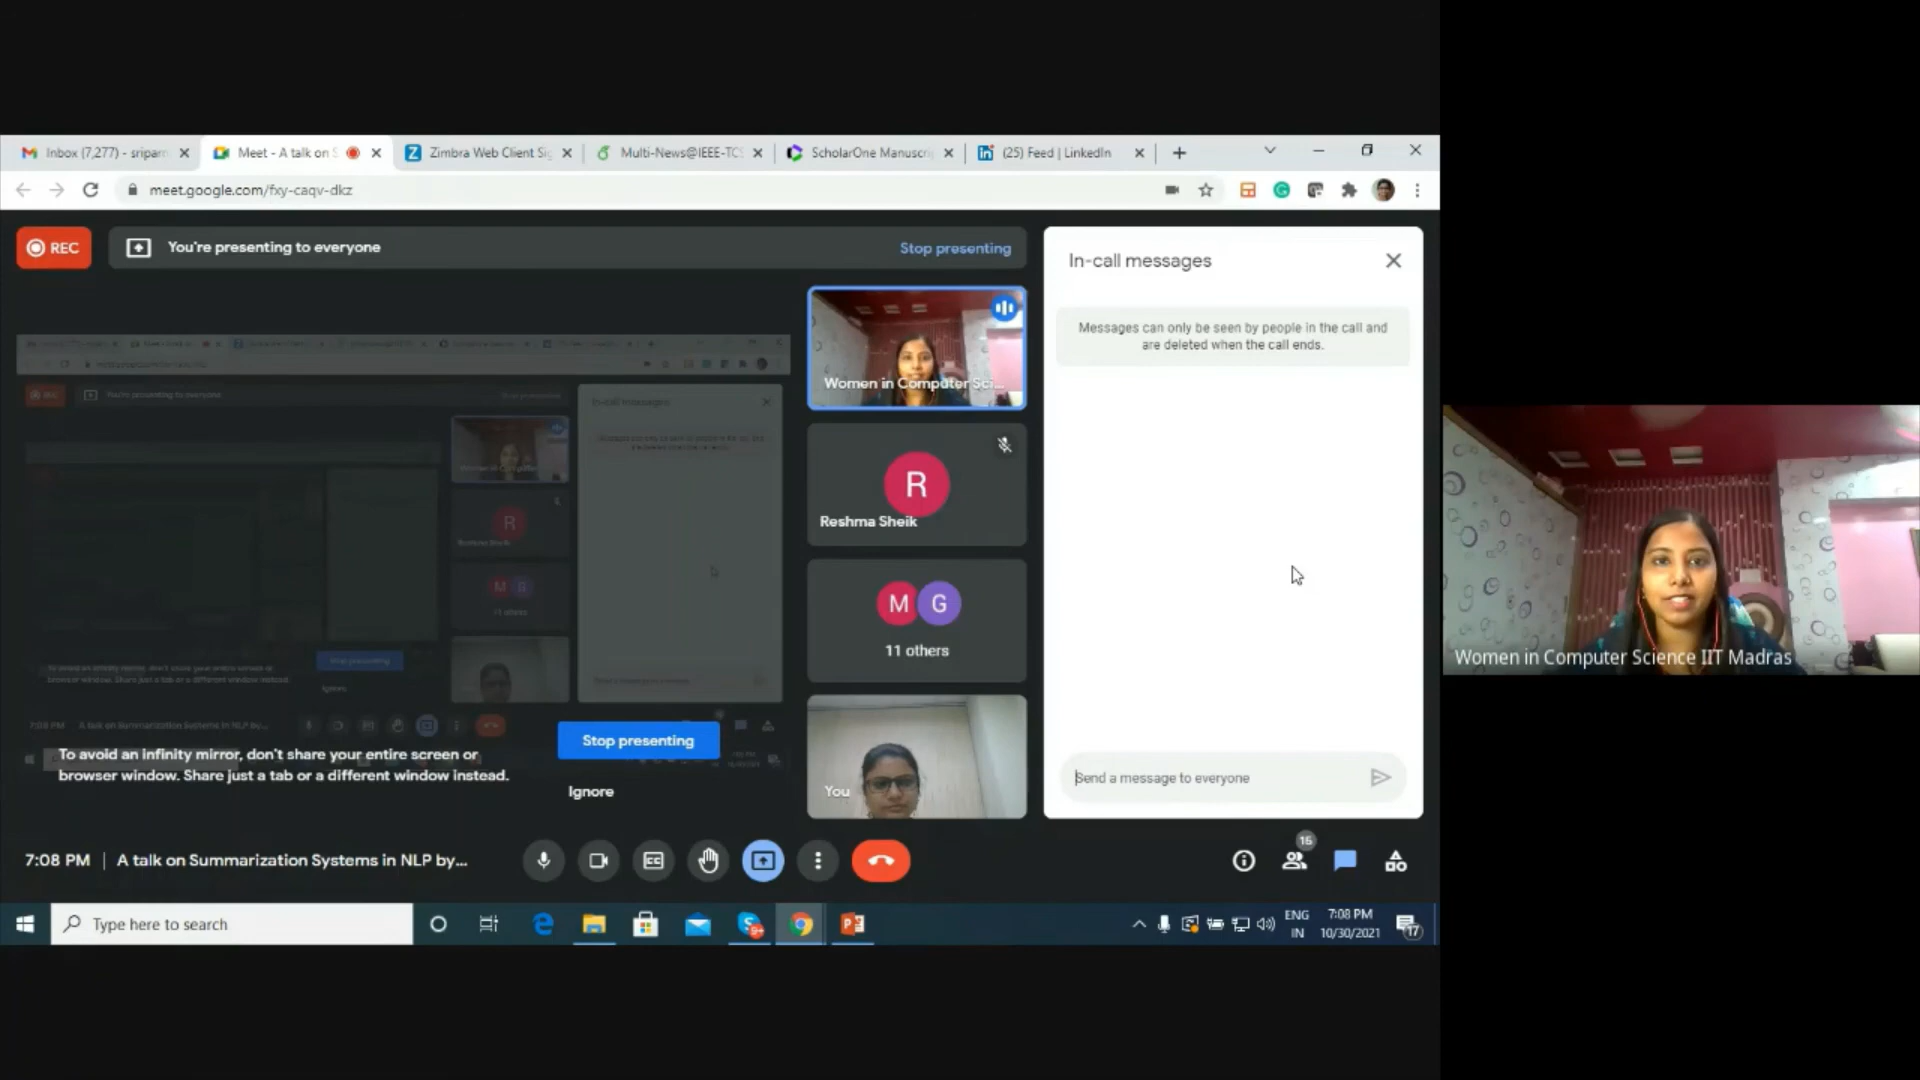 Inbox (7,277) - sripar
Meet - A talk on S
Zimbra Web Client Sig
Multi-News@IEEE-TCS
ScholarOne Manuscri
(25) Feed | LinkedIn
meet.google.com/fxy-caqv-dkz
REC
You're presenting to everyone
Stop presenting
In-call messages
Messages can only be seen by people in the call and
are deleted when the call ends.
Women in Computer Sci...
R
Reshma Sheik
M G
11 others
You
To avoid an infinity mirror, don't share your entire screen or
browser window. Share just a tab or a different window instead.
Stop presenting
Ignore
Send a message to everyone
7:08 PM | A talk on Summarization Systems in NLP by...
15
Type here to search
ENG
IN
7:08 PM
10/30/2021
17
Women in Computer Science IIT Madras